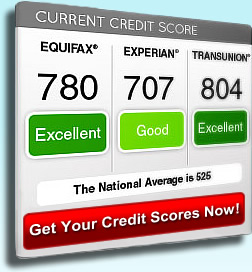 CURRENT CREDIT SCORE
EQUIFAX® EXPERIAN® TRANSUNION®
780 707 804
Excellent Good Excellent
The National Average is 525
Get Your Credit Scores Now!